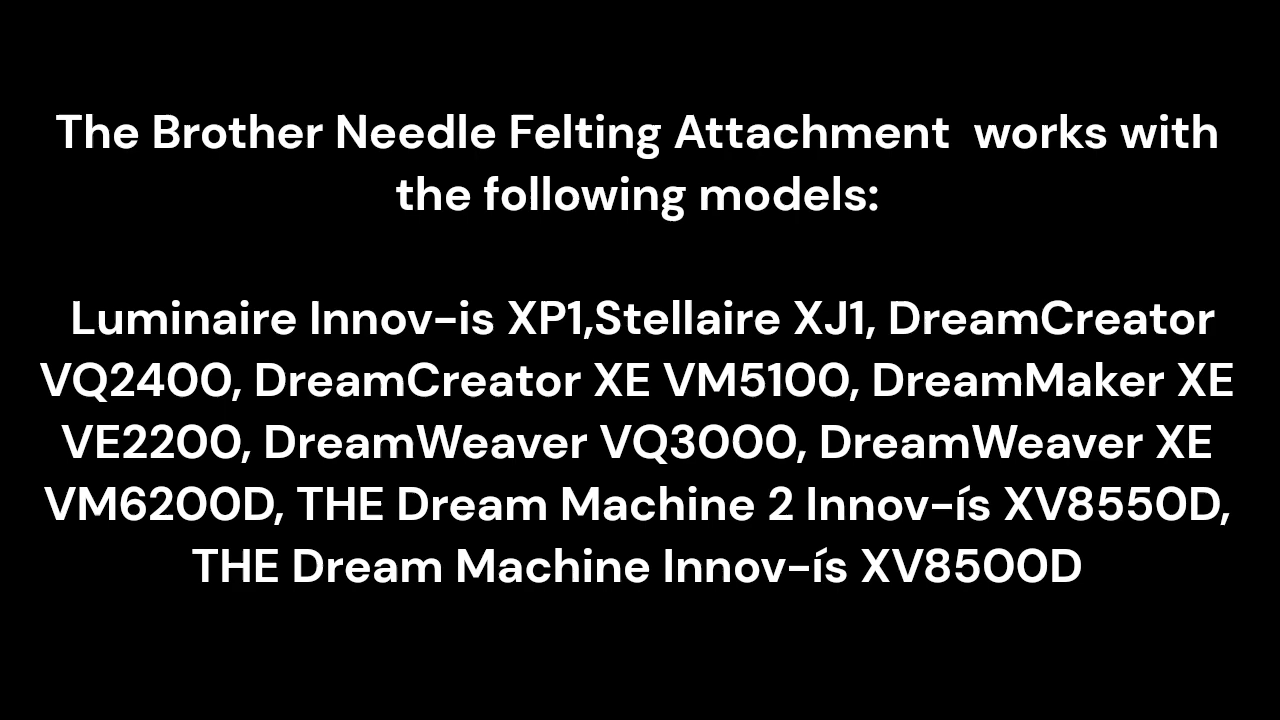 The Brother Needle Felting Attachment  works with
the following models:
Luminaire Innov-is XP1,Stellaire XJ1, DreamCreator
VQ2400, DreamCreator XE VM5100, DreamMaker XE
VE2200, DreamWeaver VQ3000, DreamWeaver XE
VM6200D, THE Dream Machine 2 Innov-ís XV8550D,
THE Dream Machine Innov-ís XV8500D